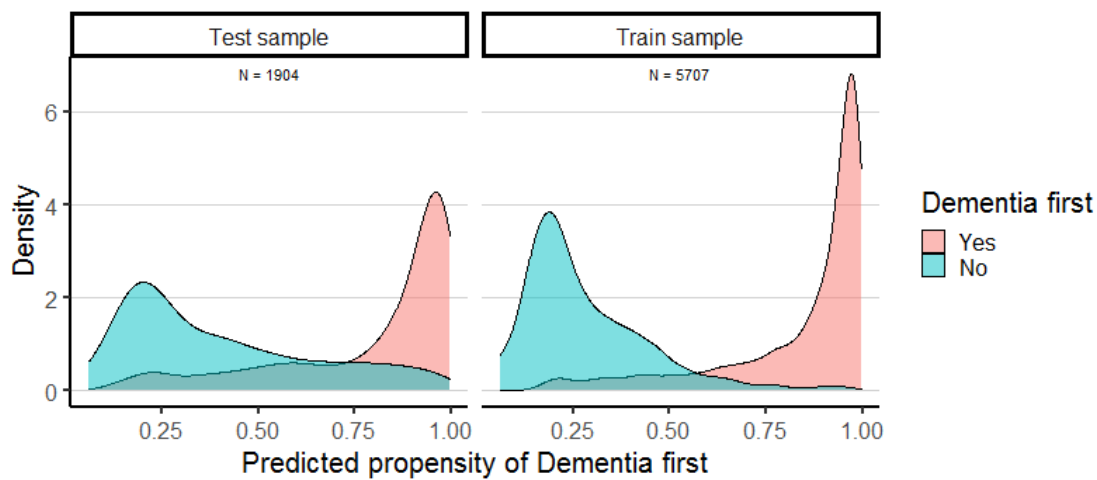 Test sample
Train sample
N = 1904
N = 5707
Density
6
4
2
0
0.25 0.50 0.75 1.00
0.25 0.50 0.75 1.00
Predicted propensity of Dementia first
Dementia first
Yes
No